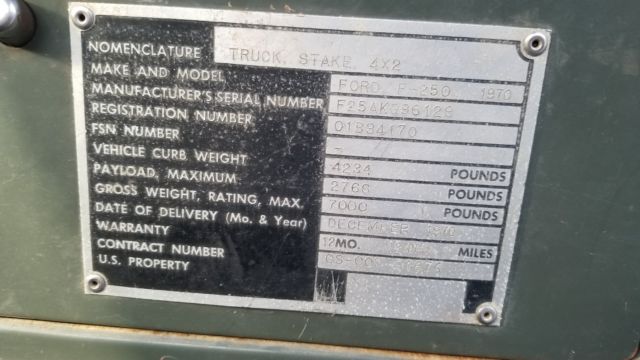 NOMENCLATURE TRUCK, STAKE, 4X2
MAKE AND MODEL FORD F-250 1970
MANUFACTURER'S SERIAL NUMBER
REGISTRATION NUMBER 01B94170
FSN NUMBER -
VEHICLE CURB WEIGHT 4234 POUNDS
PAYLOAD, MAXIMUM 2766 POUNDS
GROSS WEIGHT, RATING, MAX. 7000 POUNDS
DATE OF DELIVERY (Mo. & Year) DECEMBER 1970
WARRANTY 12MO. MILES
CONTRACT NUMBER
U.S. PROPERTY